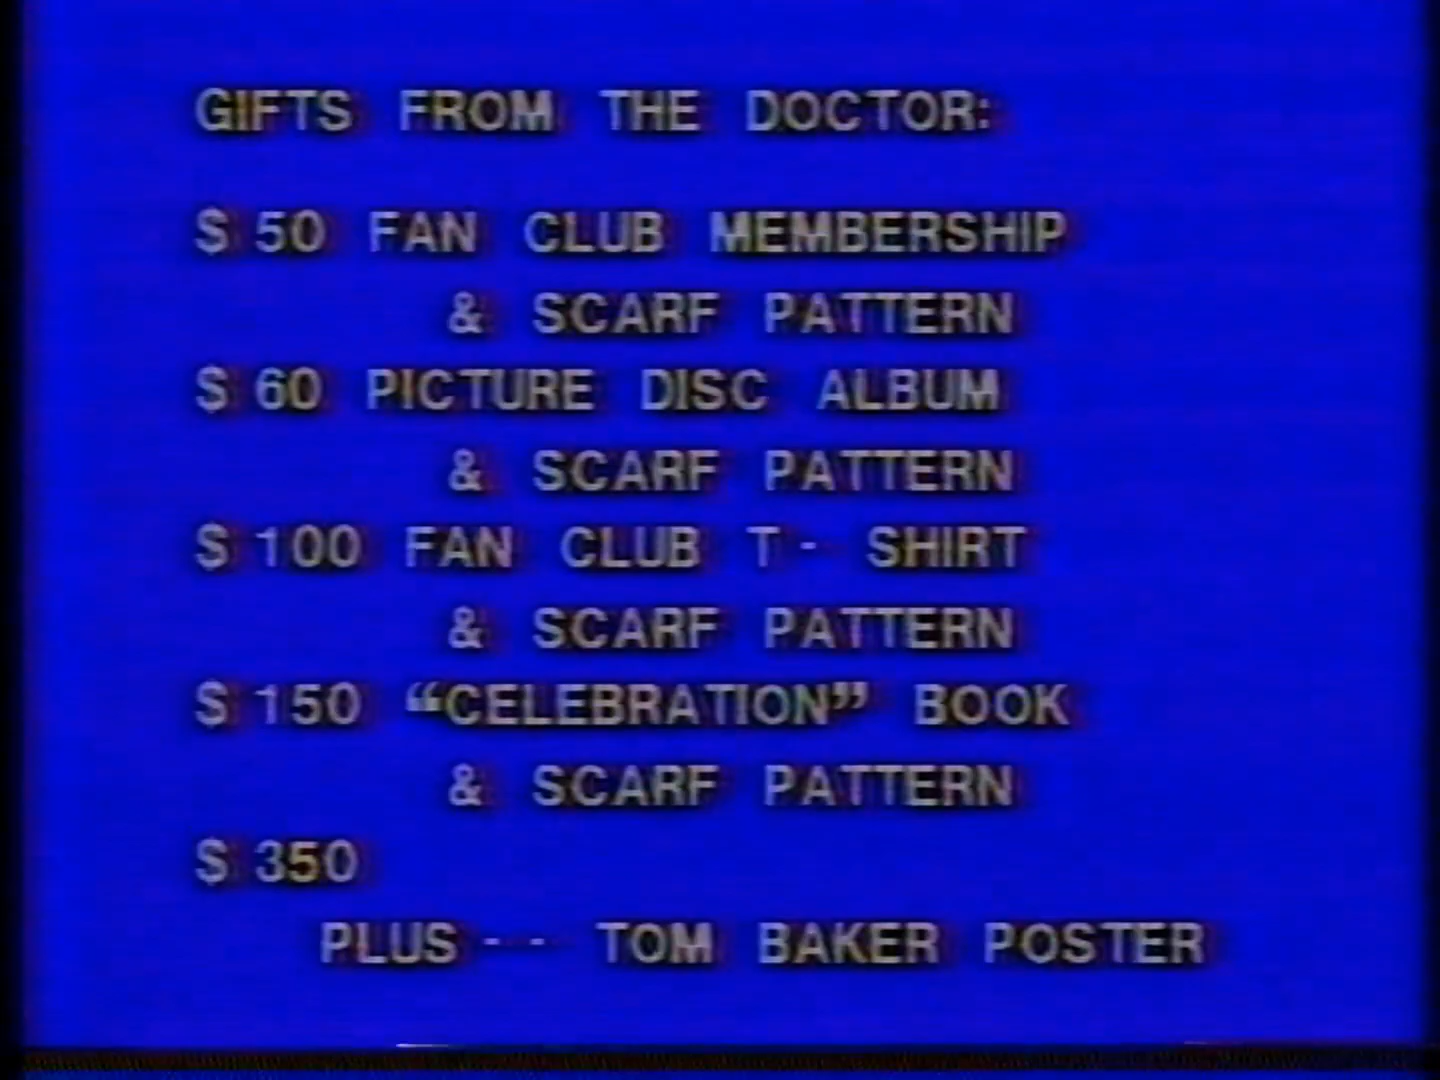 GIFTS FROM THE DOCTOR:
$ 50 FAN CLUB MEMBERSHIP
& SCARF PATTERN
$ 60 PICTURE DISC ALBUM
& SCARF PATTERN
$ 100 FAN CLUB T - SHIRT
& SCARF PATTERN
$ 150 “CELEBRATION” BOOK
& SCARF PATTERN
$ 350
PLUS - - TOM BAKER POSTER